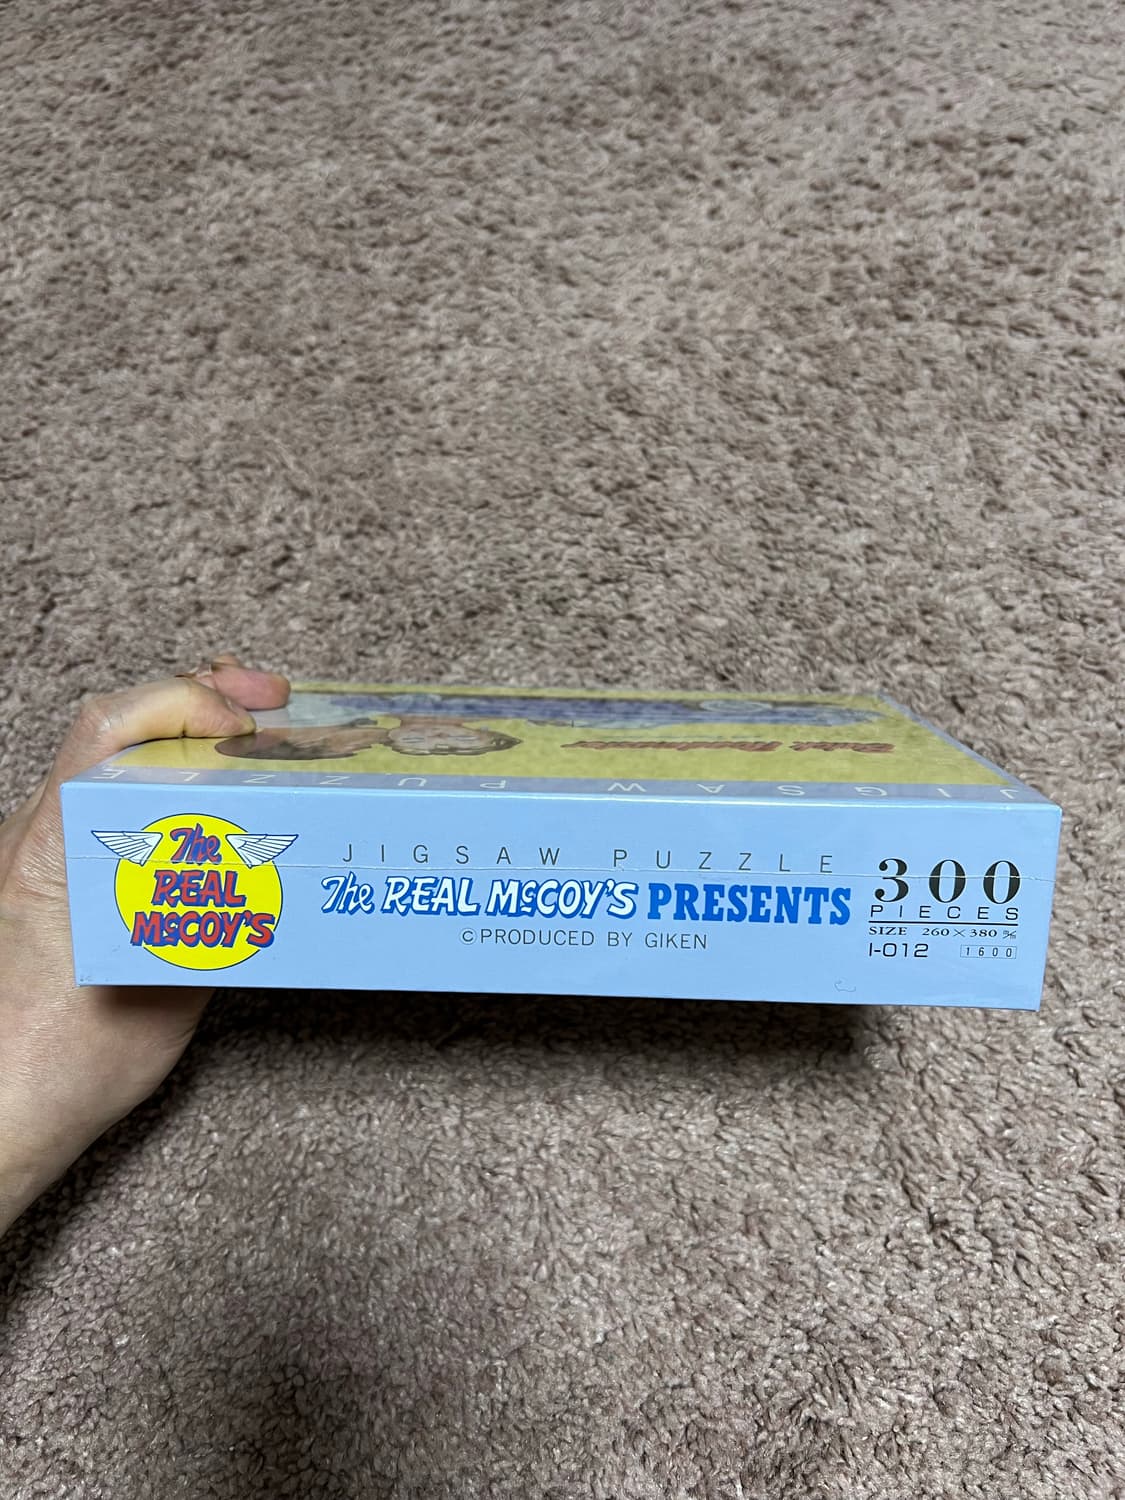 JIGSAW PUZZLE
The
REAL
McCOY'S
JIGSAW PUZZLE
The REAL McCOY'S PRESENTS
©PRODUCED BY GIKEN
300
PIECES
SIZE 260×380 ㎜
I-012 1600